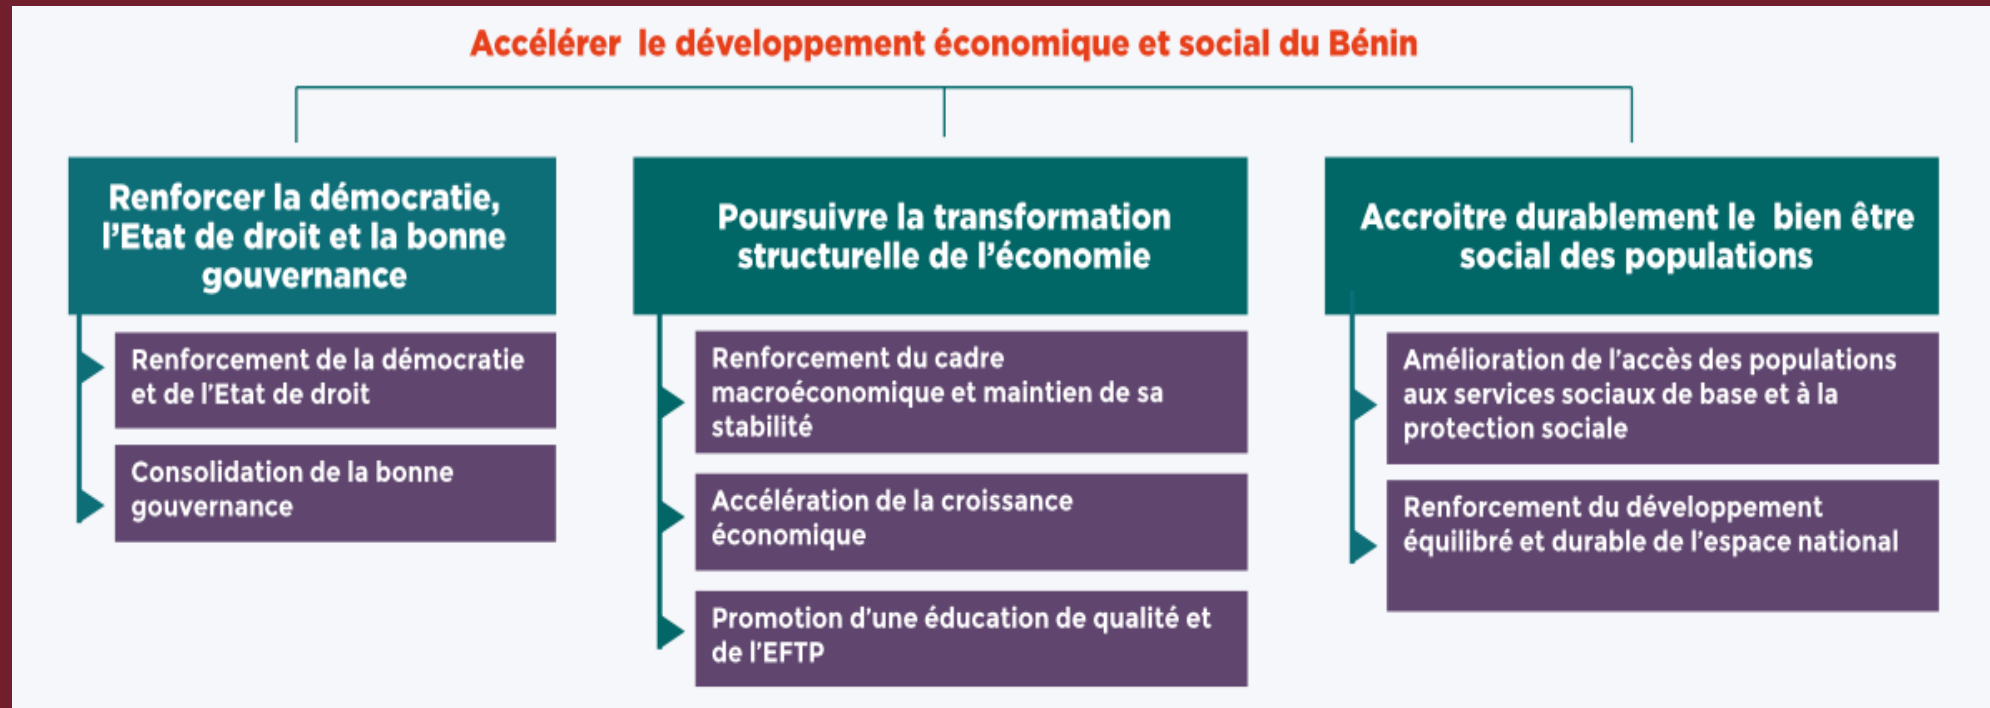 Accélérer le développement économique et social du Bénin
Renforcer la démocratie,
l'Etat de droit et la bonne
gouvernance
Renforcement de la démocratie
et de l'Etat de droit
Consolidation de la bonne
gouvernance
Poursuivre la transformation
structurelle de l'économie
Renforcement du cadre
macroéconomique et maintien de sa
stabilité
Accélération de la croissance
économique
Promotion d'une éducation de qualité et
de l'EFTP
Accroitre durablement le bien être
social des populations
Amélioration de l'accès des populations
aux services sociaux de base et à la
protection sociale
Renforcement du développement
équilibré et durable de l'espace national